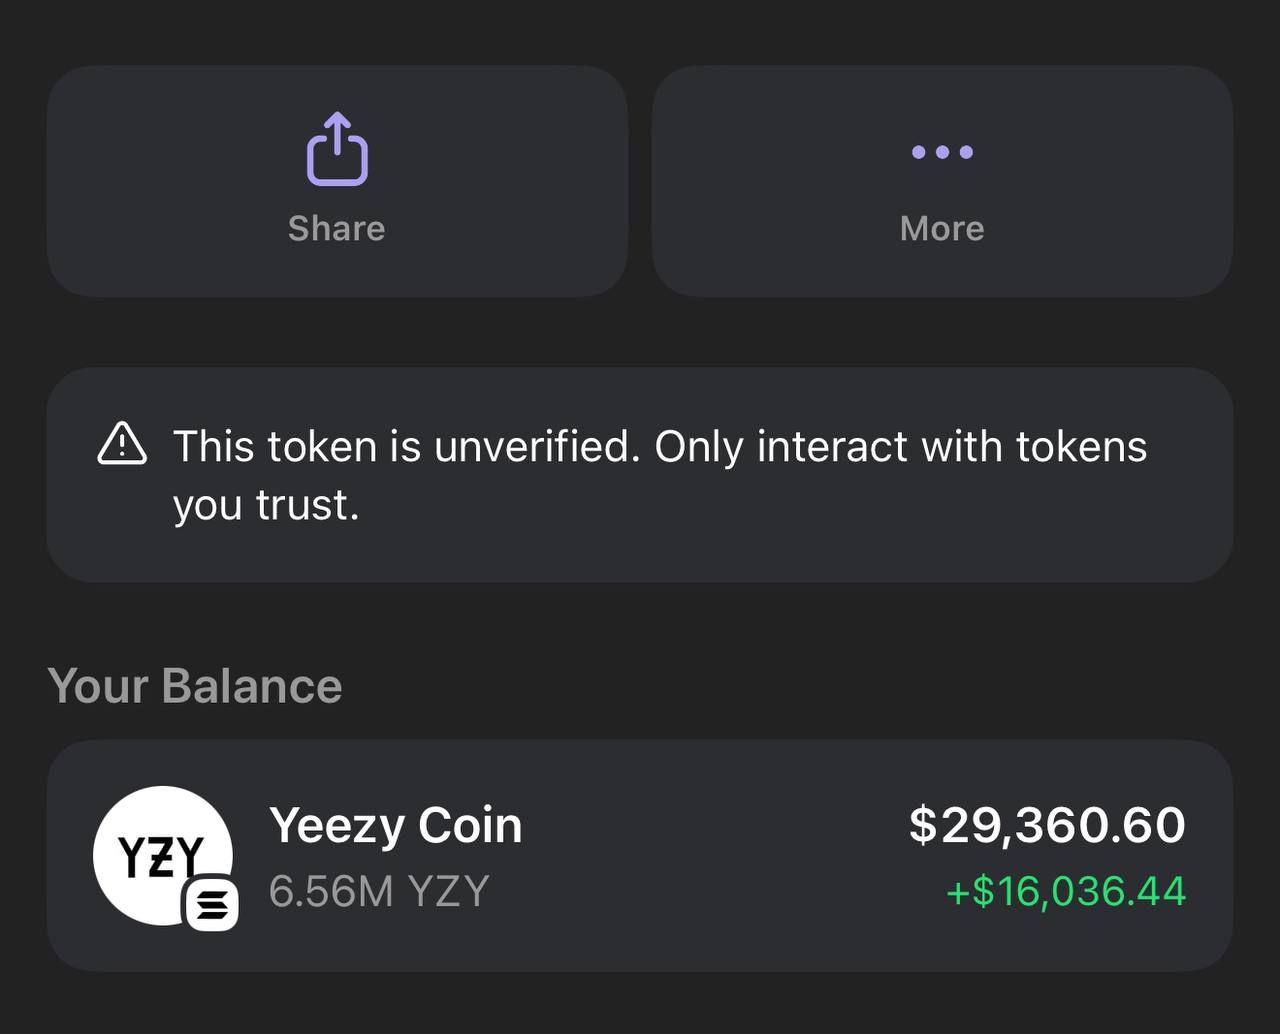 Share
More
This token is unverified. Only interact with tokens
you trust.
Your Balance
YZY
Yeezy Coin
$29,360.60
6.56M YZY
+$16,036.44